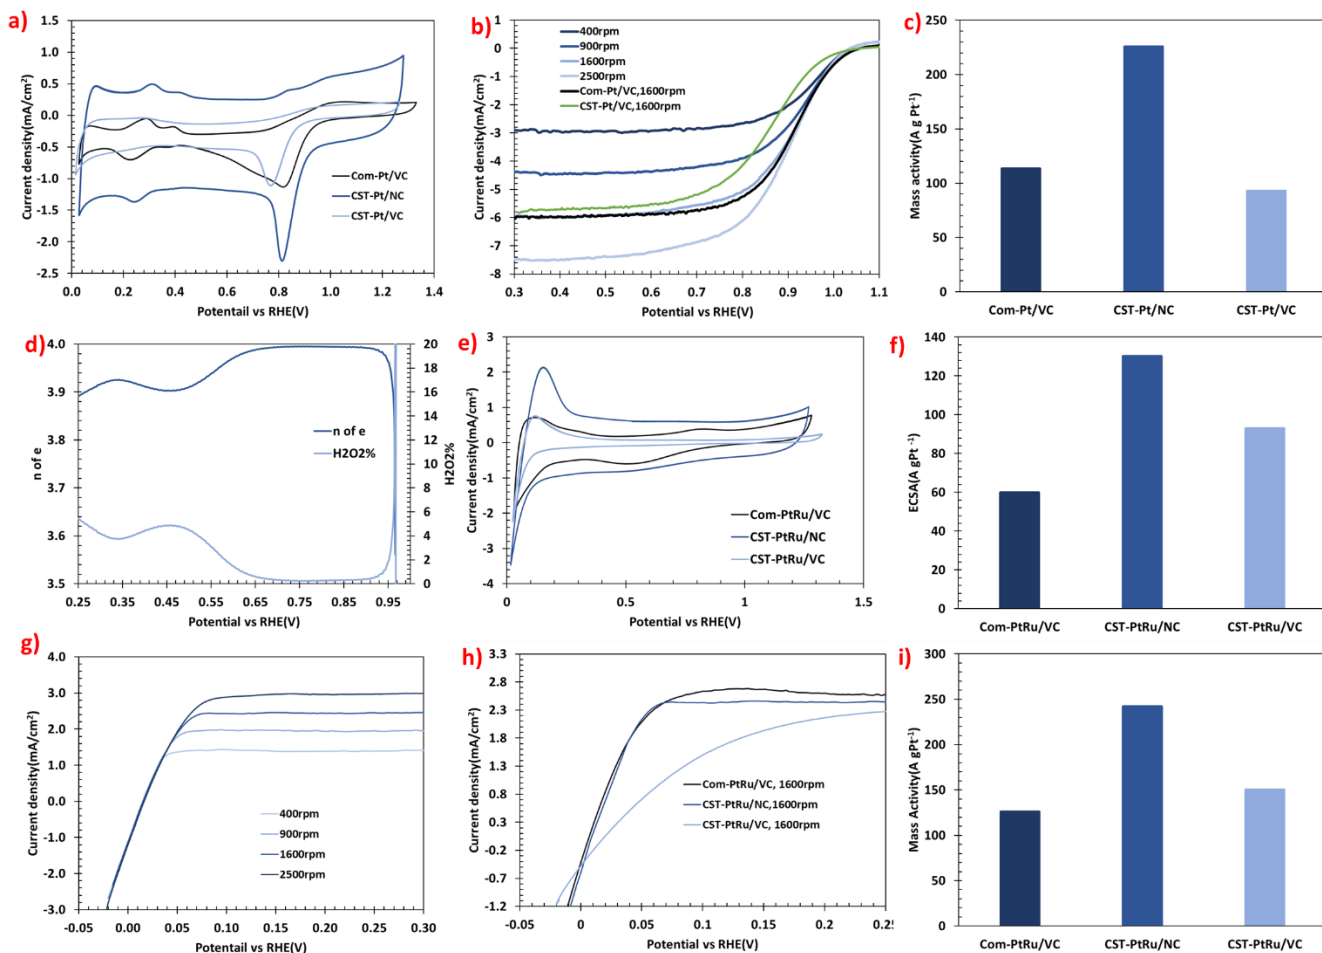 a)
1.5
1.0
0.5
0.0
-0.5
-1.0
-1.5
-2.0
-2.5
Current density(mA/cm²)
Com-Pt/VC
CST-Pt/NC
CST-Pt/VC
0.0 0.2 0.4 0.6 0.8 1.0 1.2 1.4
Potentail vs RHE(V)
b)
1
0
-1
-2
-3
-4
-5
-6
-7
-8
Current density(mA/cm²)
400rpm
900rpm
1600rpm
2500rpm
Com-Pt/VC,1600rpm
CST-Pt/VC,1600rpm
0.3 0.4 0.5 0.6 0.7 0.8 0.9 1.0 1.1
Potential vs RHE(V)
c)
250
200
150
100
50
0
Mass activity(A g Pt⁻¹)
Com-Pt/VC CST-Pt/NC CST-Pt/VC
d)
4.0
3.9
3.8
3.7
3.6
3.5
n of e
n of e
H2O2%
20
18
16
14
12
10
8
6
4
2
0
H2O2%
0.25 0.35 0.45 0.55 0.65 0.75 0.85 0.95
Potential vs RHE(V)
e)
3
2
1
0
-1
-2
-3
-4
Current density(mA/cm²)
Com-PtRu/VC
CST-PtRu/NC
CST-PtRu/VC
0 0.5 1 1.5
Potential vs RHE(V)
f)
140
120
100
80
60
40
20
0
ECSA(A gPt⁻¹)
Com-PtRu/VC CST-PtRu/NC CST-PtRu/VC
g)
4.0
3.0
2.0
1.0
0.0
-1.0
-2.0
-3.0
Current density(mA/cm²)
400rpm
900rpm
1600rpm
2500rpm
-0.05 0.00 0.05 0.10 0.15 0.20 0.25 0.30
Potentail vs RHE(V)
h)
3.3
2.8
2.3
1.8
1.3
0.8
0.3
-0.2
-0.7
-1.2
Current density(mA/cm²)
Com-PtRu/VC, 1600rpm
CST-PtRu/NC,1600rpm
CST-PtRu/VC, 1600rpm
-0.05 0 0.05 0.1 0.15 0.2 0.25
Potentail vs RHE(V)
i)
300
250
200
150
100
50
0
Mass Activity(A gPt⁻¹)
Com-PtRu/VC CST-PtRu/NC CST-PtRu/VC